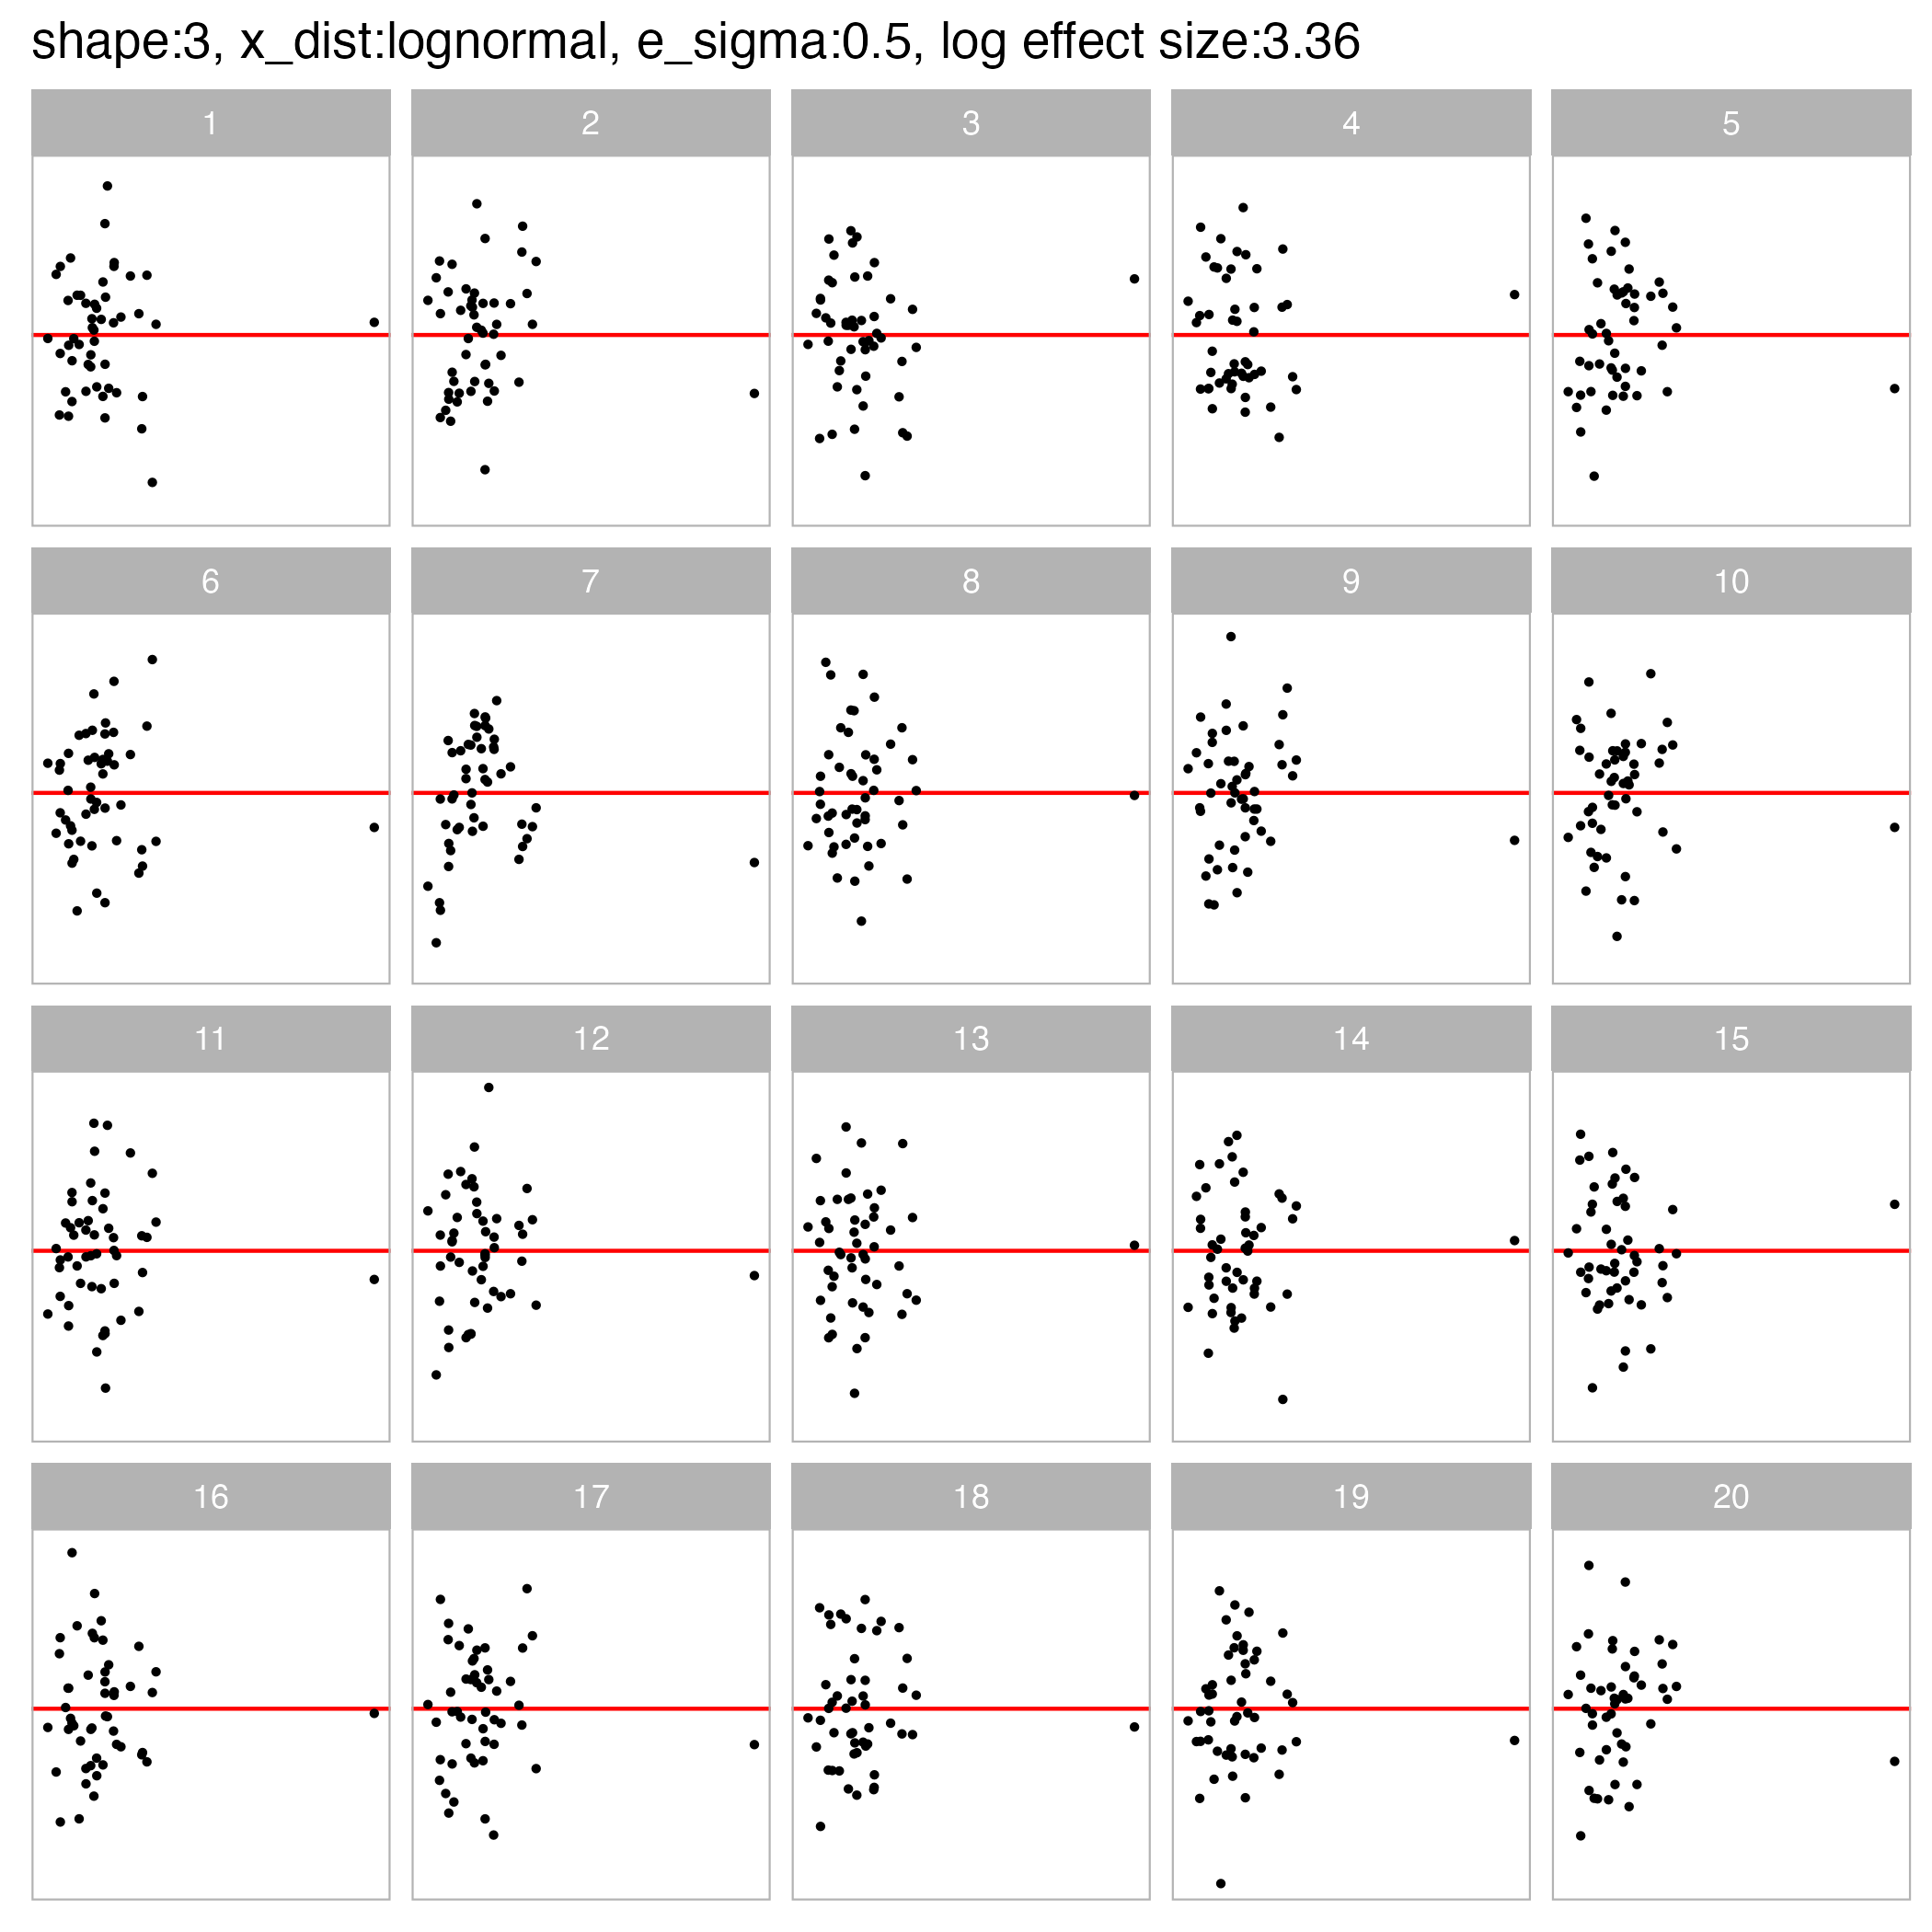 shape:3, x_dist:lognormal, e_sigma:0.5, log effect size:3.36
1 2 3 4 5
6 7 8 9 10
11 12 13 14 15
16 17 18 19 20